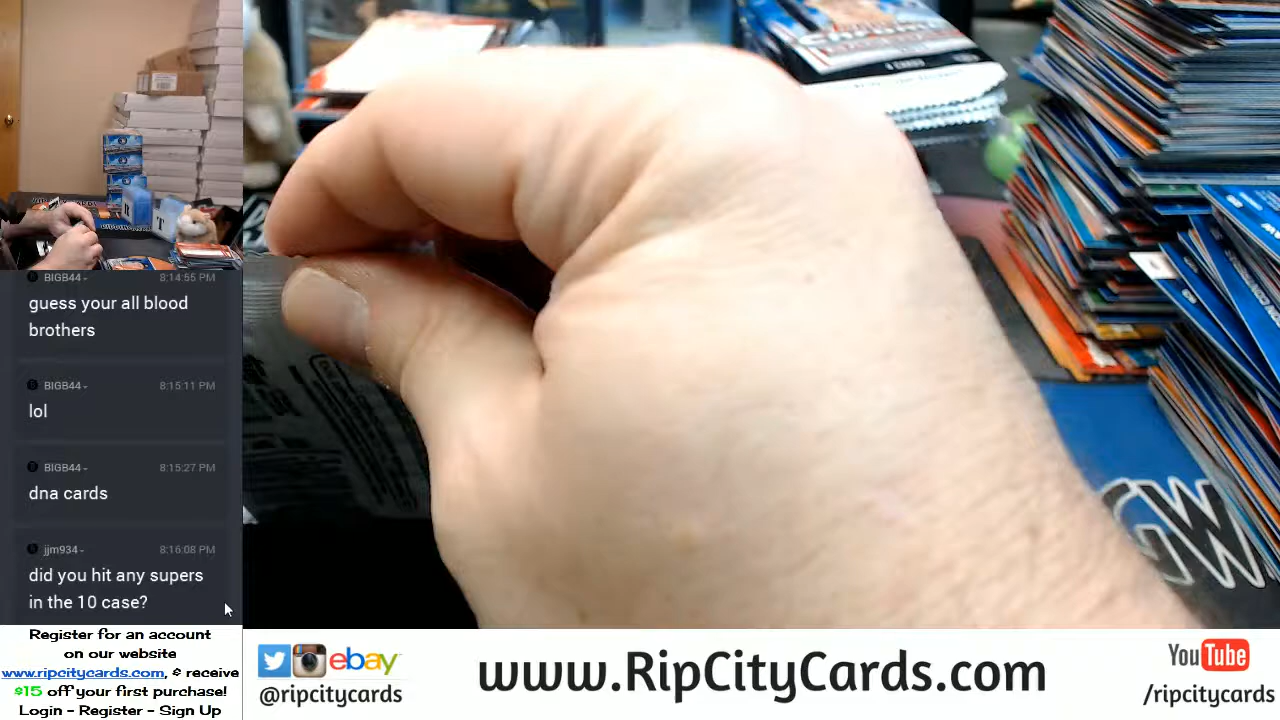 BIGB44-
8:14:55 PM
guess your all blood
brothers
BIGB44-
8:15:11 PM
lol
BIGB44-
8:15:27 PM
dna cards
jjm934-
8:16:08 PM
did you hit any supers
in the 10 case?
Register for an account
on our website
www.ripcitycards.com, & receive
$15 off your first purchase!
Login - Register - Sign Up
ebay
@ripcitycards
www.RipCityCards.com
YouTube
/ripcitycards
GW